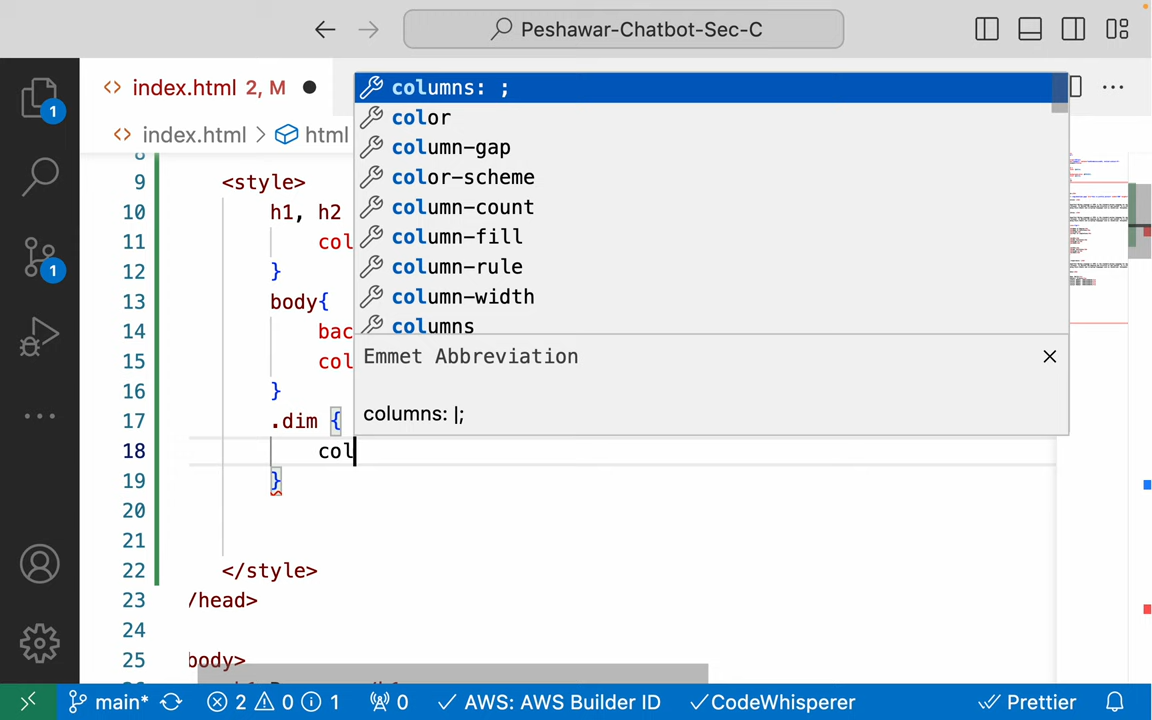 Peshawar-Chatbot-Sec-C
index.html 2, M
index.html > html
1
1
9 <style>
10 h1, h2
11 col
12 }
13 body{
14 bac
15 col
16 }
17 .dim {
18 col
19 }
20
21
22 </style>
23 /head>
24
25 body>
columns: ;
color
column-gap
color-scheme
column-count
column-fill
column-rule
column-width
columns
Emmet Abbreviation
columns: |;
main* 2 0 1 0 AWS: AWS Builder ID CodeWhisperer Prettier